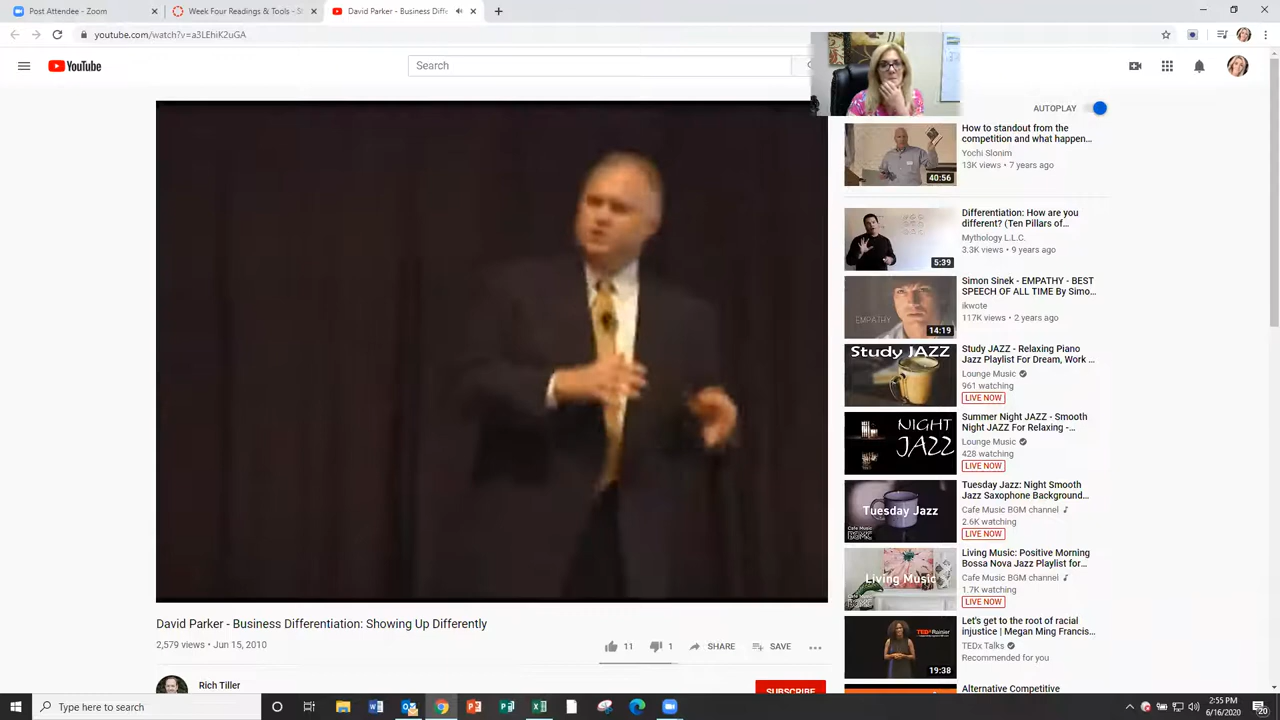 Post Attendee - Zoom
Week Four Readings & Tools - S
David Parker - Business Diffe
youtube.com/watch?v=a3LEhiK2uGA
YouTube
Search
AUTOPLAY
How to standout from the
competition and what happen...
Yochi Slonim
13K views • 7 years ago
40:56
Differentiation: How are you
different? (Ten Pillars of...
Mythology L.L.C.
3.3K views • 9 years ago
5:39
Simon Sinek - EMPATHY - BEST
SPEECH OF ALL TIME By Simo...
ikwote
117K views • 2 years ago
EMPATHY
14:19
Study JAZZ
Study JAZZ - Relaxing Piano
Jazz Playlist For Dream, Work ...
Lounge Music
961 watching
LIVE NOW
NIGHT
JAZZ
Summer Night JAZZ - Smooth
Night JAZZ For Relaxing -...
Lounge Music
428 watching
LIVE NOW
Tuesday Jazz
Cafe Music
BGM
Tuesday Jazz: Night Smooth
Jazz Saxophone Background...
Cafe Music BGM channel
2.6K watching
LIVE NOW
Living Music
Cafe Music
BGM
Living Music: Positive Morning
Bossa Nova Jazz Playlist for...
Cafe Music BGM channel
1.7K watching
LIVE NOW
TEDxRainier
19:38
Let's get to the root of racial
injustice | Megan Ming Francis...
TEDx Talks
Recommended for you
Alternative Competitive
David Parker - Business Differentiation: Showing Up Differently
2,579 views • Jun 15, 2010
11
1
SHARE
SAVE
Rich Tiller
SUBSCRIBE
Type here to search
2:55 PM
6/16/2020
20